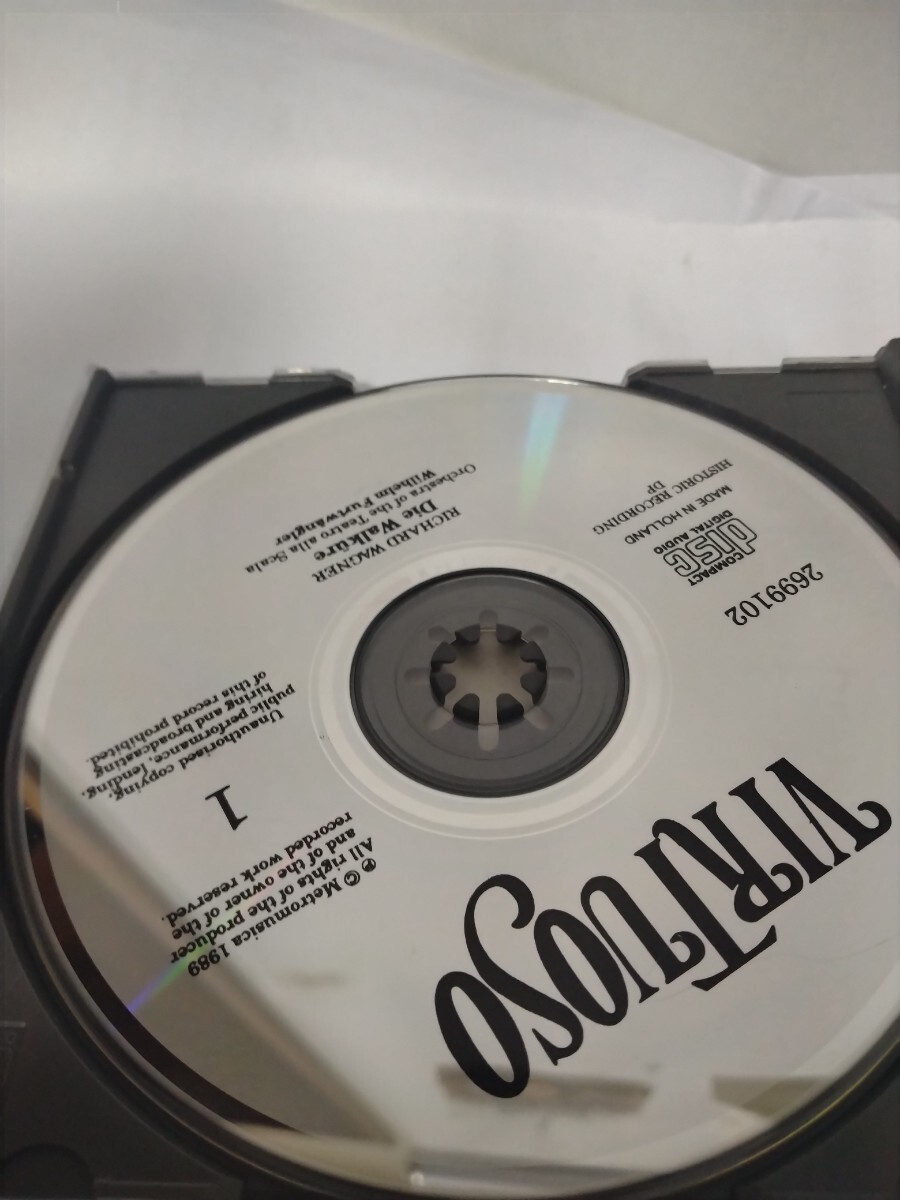 VIRTUOSO
2699102
COMPACT
disc
DIGITAL AUDIO
MADE IN HOLLAND
HISTORIC RECORDING
DP
1
℗ © Metromusica 1989
All rights of the producer
and of the owner of the
recorded work reserved.
Unauthorised copying,
public performance, lending,
hiring and broadcasting
of this record prohibited.
RICHARD WAGNER
Die Walküre
Orchestra of the Teatro alla Scala
Wilhelm Furtwängler